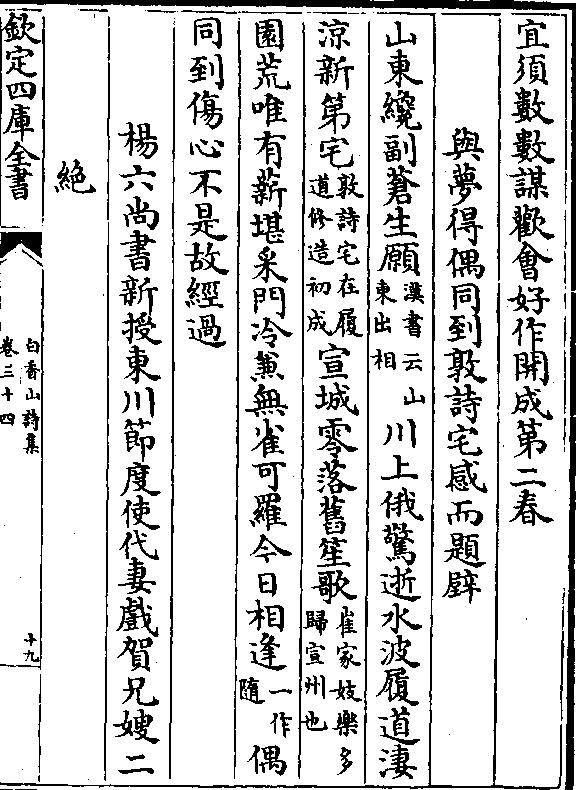 宜須數數謀歡會好作開成第二春
與夢得偶同到敦詩宅感而題壁
山東纔副蒼生願漢書云山東出相川上俄驚逝水波履道淒
涼新第宅敦詩宅在履道修造初成宣城零落舊笙歌崔家妓樂多歸宣州也
園荒唯有薪堪采門冷兼無雀可羅今日相逢一作隨偶
同到傷心不是故經過
楊六尚書新授東川節度使代妻戲賀兄嫂二
絶
欽定四庫全書
白香山詩集
卷三十四
十九